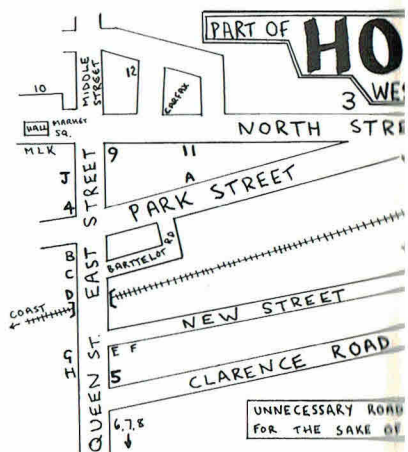 PART OF HO
WES
3
10
MIDDLE STREET
12
CARFAX
HALL
MARKET SQ.
NORTH STRE
M L K
9
11
J
A
4
EAST STREET
PARK STREET
B
C
D
BARTTELOT RD
COAST
NEW STREET
G
H
E F
5
CLARENCE ROAD
QUEEN ST.
6,7,8
UNNECESSARY ROAD
FOR THE SAKE OF